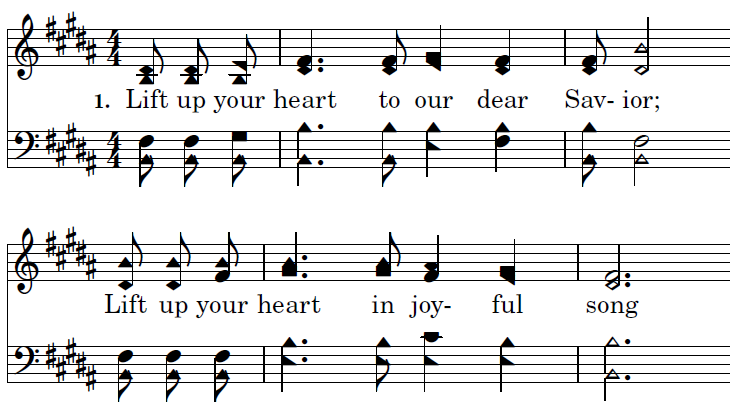 1. Lift up your heart to our dear Sav- ior;
Lift up your heart in joy- ful song